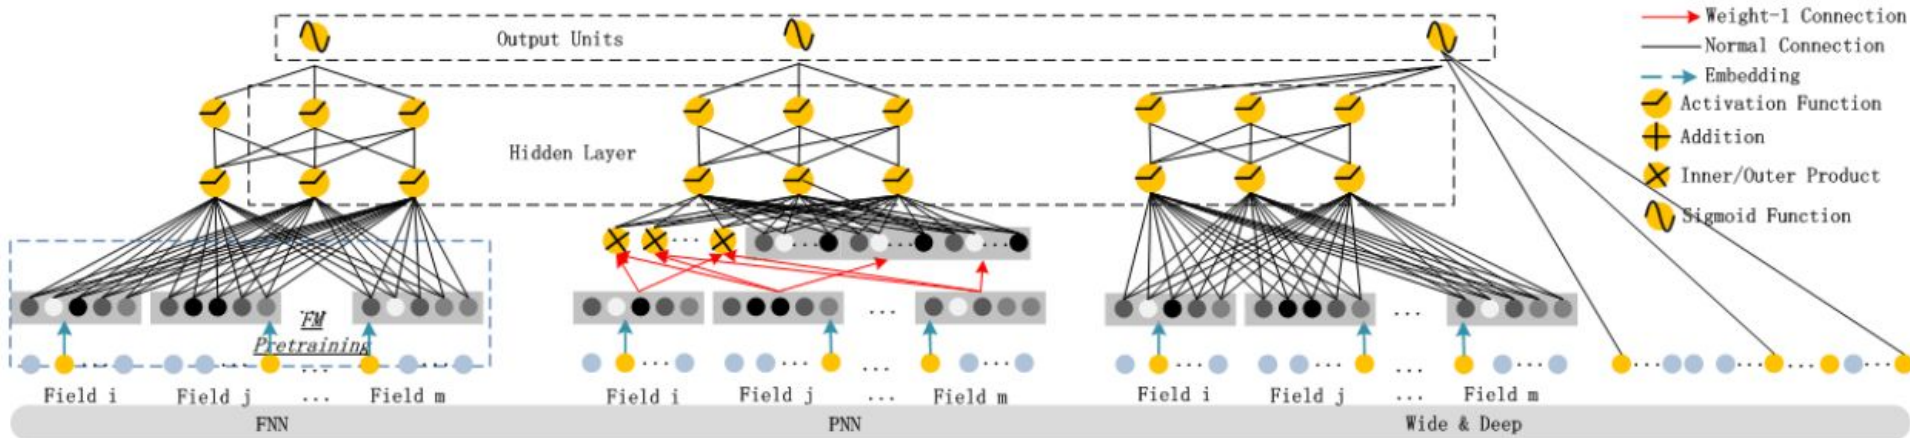 Output Units
Hidden Layer
Weight-1 Connection
Normal Connection
Embedding
Activation Function
Addition
Inner/Outer Product
Sigmoid Function
FM
Pretraining
Field i
Field j
...
Field m
Field i
Field j
...
Field m
Field i
Field j
...
Field m
FNN
PNN
Wide & Deep